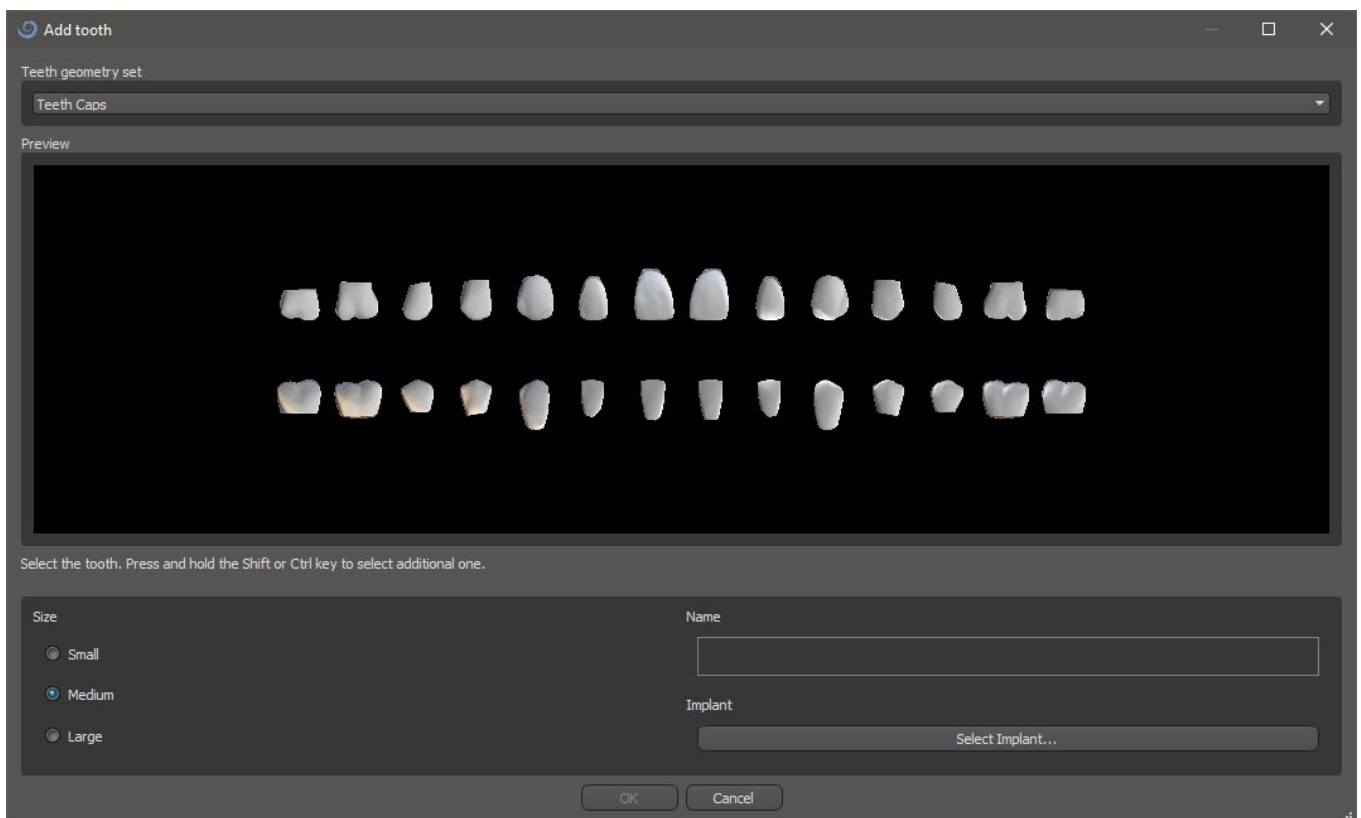 Add tooth
Teeth geometry set
Teeth Caps
Preview
Select the tooth. Press and hold the Shift or Ctrl key to select additional one.
Size
Name
Small
Medium
Implant
Large
Select Implant...
OK
Cancel